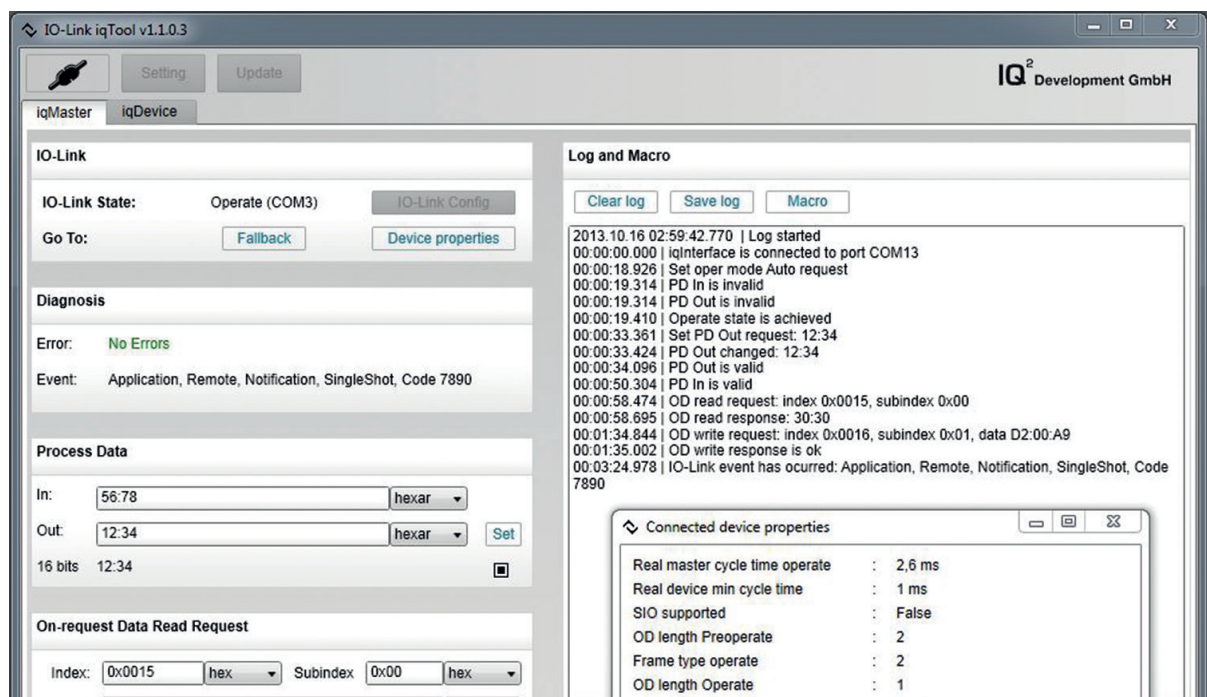 IO-Link iqTool v1.1.0.3
Setting Update
IQ2 Development GmbH
iqMaster iqDevice
IO-Link
IO-Link State: Operate (COM3) IO-Link Config
Go To: Fallback Device properties
Diagnosis
Error: No Errors
Event: Application, Remote, Notification, SingleShot, Code 7890
Process Data
In: 56:78 hexar
Out: 12:34 hexar Set
16 bits 12:34
On-request Data Read Request
Index: 0x0015 hex Subindex 0x00 hex
Log and Macro
Clear log Save log Macro
2013.10.16 02:59:42.770 | Log started
00:00:00.000 | iqInterface is connected to port COM13
00:00:18.926 | Set oper mode Auto request
00:00:19.314 | PD In is invalid
00:00:19.314 | PD Out is invalid
00:00:19.410 | Operate state is achieved
00:00:33.361 | Set PD Out request: 12:34
00:00:33.424 | PD Out changed: 12:34
00:00:34.096 | PD Out is valid
00:00:50.304 | PD In is valid
00:00:58.474 | OD read request: index 0x0015, subindex 0x00
00:00:58.695 | OD read response: 30:30
00:01:34.844 | OD write request: index 0x0016, subindex 0x01, data D2:00:A9
00:01:35.002 | OD write response is ok
00:03:24.978 | IO-Link event has ocurred: Application, Remote, Notification, SingleShot, Code
7890
Connected device properties
Real master cycle time operate : 2,6 ms
Real device min cycle time : 1 ms
SIO supported : False
OD length Preoperate : 2
Frame type operate : 2
OD length Operate : 1